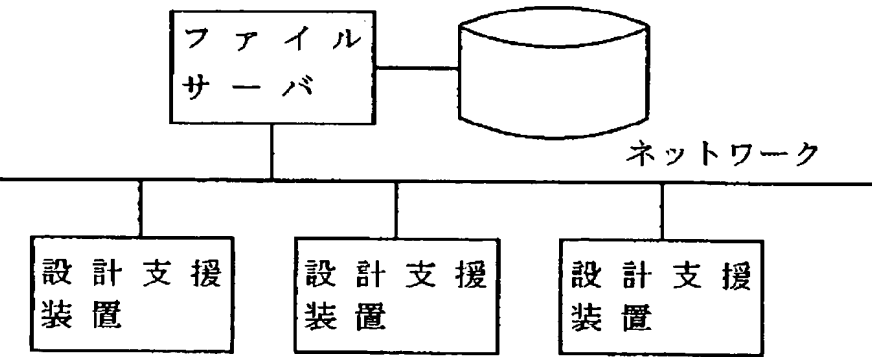 ファイル
サーバ
ネットワーク
設計支援
装置
設計支援
装置
設計支援
装置